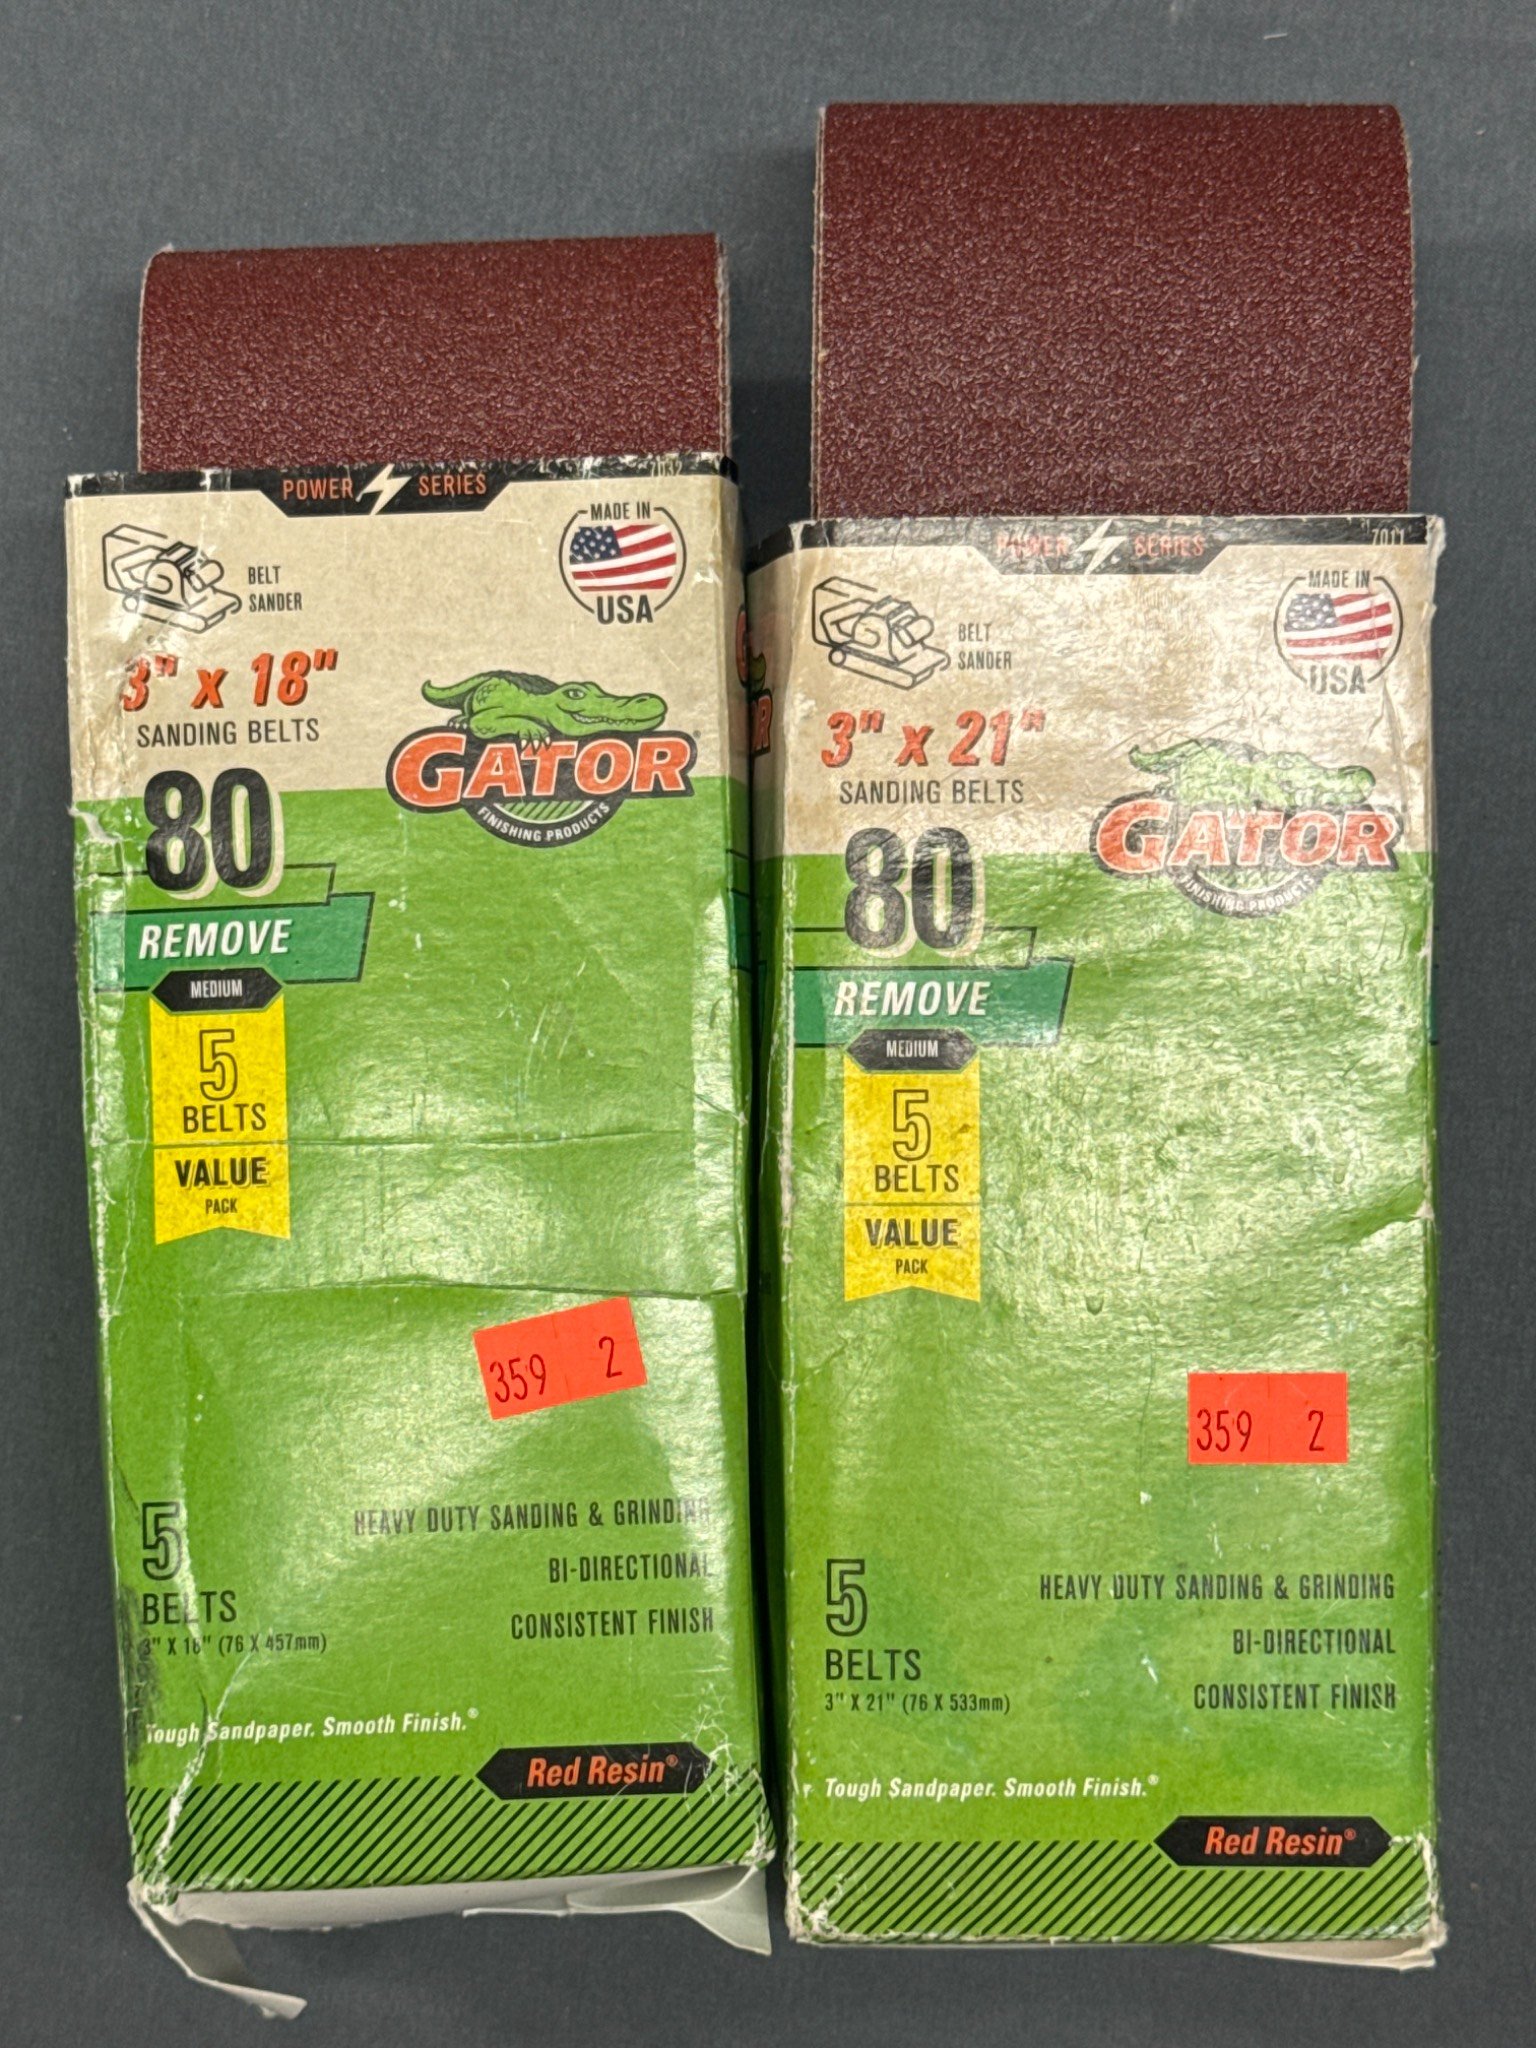 POWER SERIES
7032
BELT
SANDER
MADE IN
USA
3" x 18"
SANDING BELTS
GATOR®
FINISHING PRODUCTS
80
REMOVE
MEDIUM
5
BELTS
VALUE
PACK
359 2
HEAVY DUTY SANDING & GRINDING
BI-DIRECTIONAL
CONSISTENT FINISH
5
BELTS
3" X 18" (76 X 457mm)
Tough Sandpaper. Smooth Finish.®
Red Resin®
POWER SERIES
7011
BELT
SANDER
MADE IN
USA
3" x 21"
SANDING BELTS
GATOR
FINISHING PRODUCTS
80
REMOVE
MEDIUM
5
BELTS
VALUE
PACK
359 2
HEAVY DUTY SANDING & GRINDING
BI-DIRECTIONAL
CONSISTENT FINISH
5
BELTS
3" X 21" (76 X 533mm)
Tough Sandpaper. Smooth Finish.®
Red Resin®